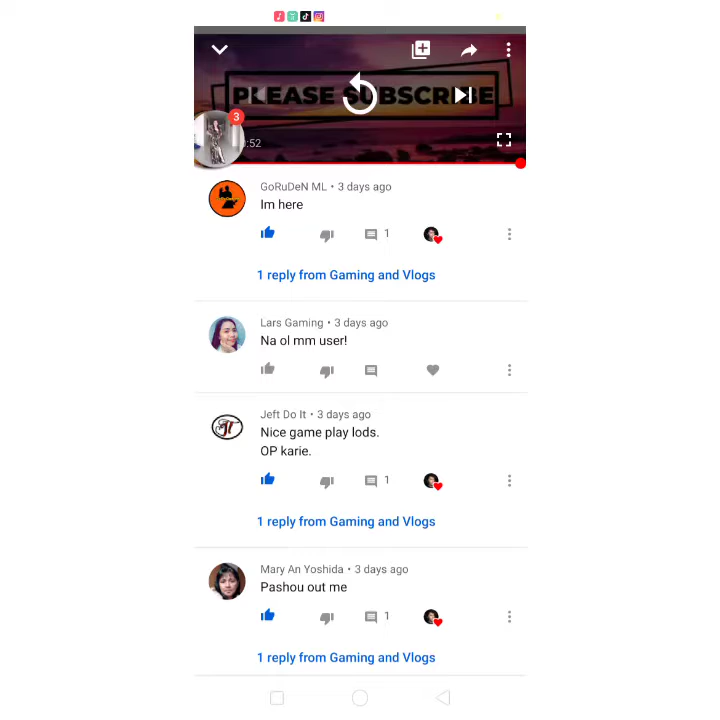 PLEASE SUBSCRIBE
3
:52
GoRuDeN ML • 3 days ago
Im here
1
1 reply from Gaming and Vlogs
Lars Gaming • 3 days ago
Na ol mm user!
Jeft Do It • 3 days ago
Nice game play lods.
OP karie.
1
1 reply from Gaming and Vlogs
Mary An Yoshida • 3 days ago
Pashou out me
1
1 reply from Gaming and Vlogs